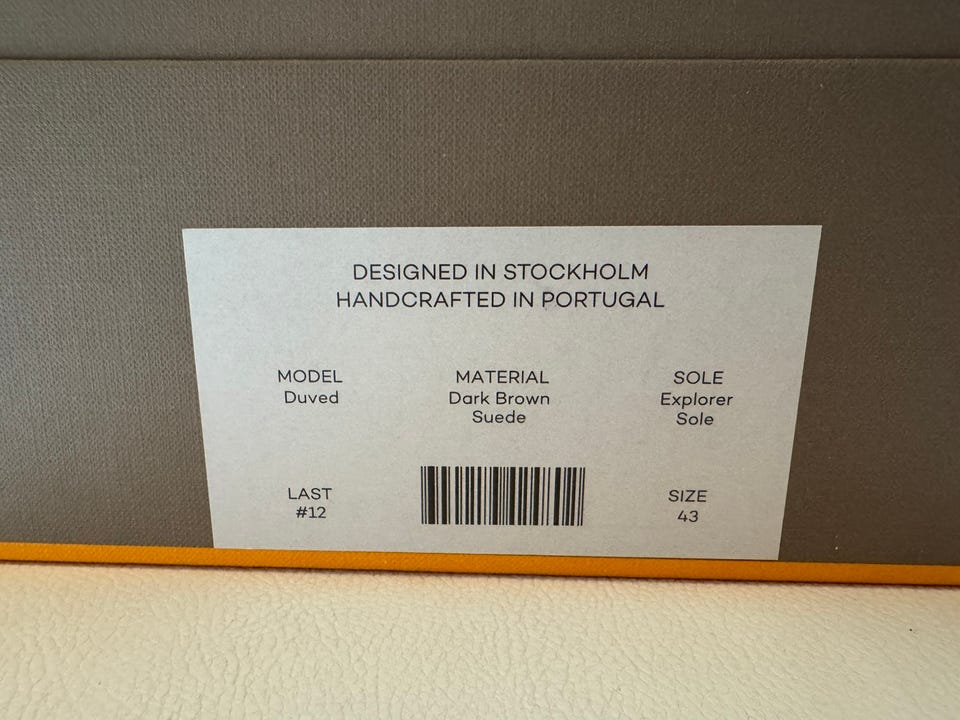 DESIGNED IN STOCKHOLM
HANDCRAFTED IN PORTUGAL
MODEL
Duved
MATERIAL
Dark Brown
Suede
SOLE
Explorer
Sole
LAST
#12
SIZE
43